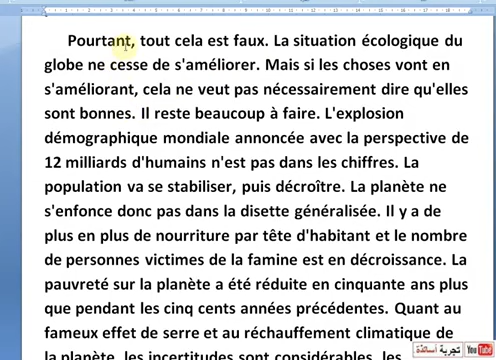 Pourtant, tout cela est faux. La situation écologique du
globe ne cesse de s'améliorer. Mais si les choses vont en
s'améliorant, cela ne veut pas nécessairement dire qu'elles
sont bonnes. Il reste beaucoup à faire. L'explosion
démographique mondiale annoncée avec la perspective de
12 milliards d'humains n'est pas dans les chiffres. La
population va se stabiliser, puis décroître. La planète ne
s'enfonce donc pas dans la disette généralisée. Il y a de
plus en plus de nourriture par tête d'habitant et le nombre
de personnes victimes de la famine est en décroissance. La
pauvreté sur la planète a été réduite en cinquante ans plus
que pendant les cinq cents années précédentes. Quant au
fameux effet de serre et au réchauffement climatique de
la planète, les incertitudes sont considérables, les
تجربة أساتذة YouTube